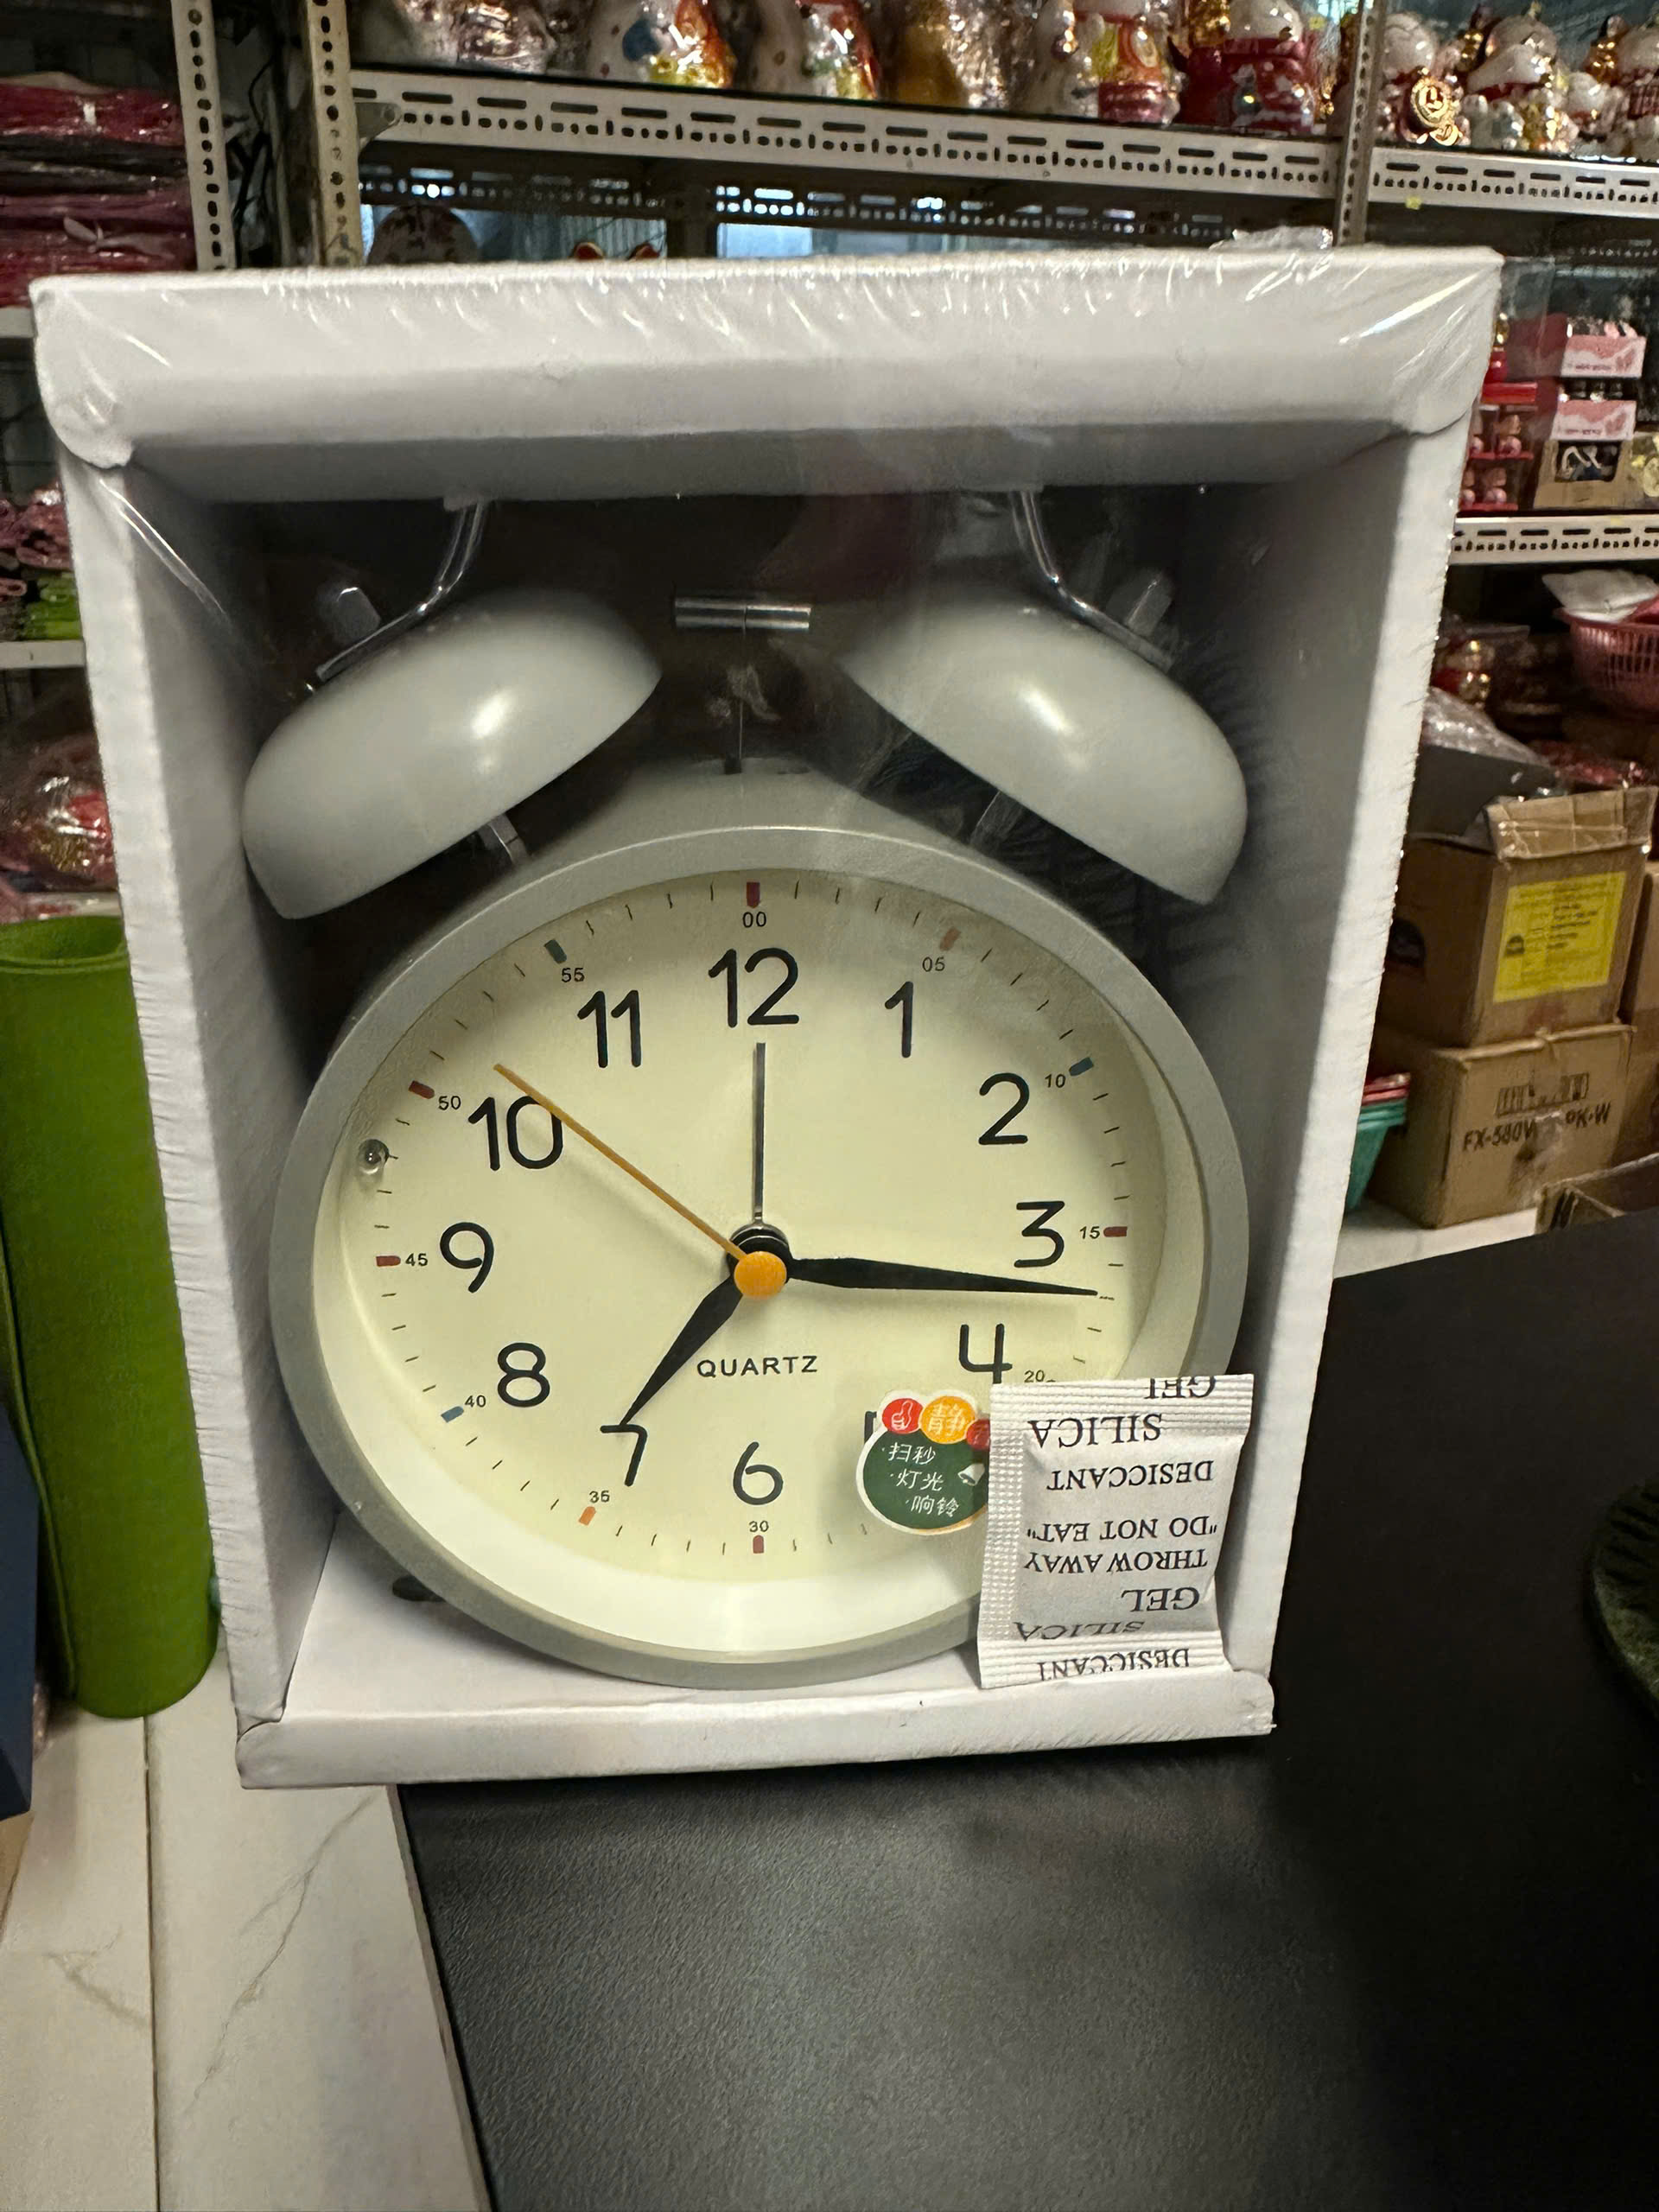 00
05
55
12
11
1
10
2
50
10
3
15
9
45
4
20
QUARTZ
8
40
7
6
35
30
静
·扫秒
·灯光
·响铃
GEL
SILICA
DESICCANT
"DO NOT EAT"
THROW AWAY
GEL
SILICA
DESICCANT